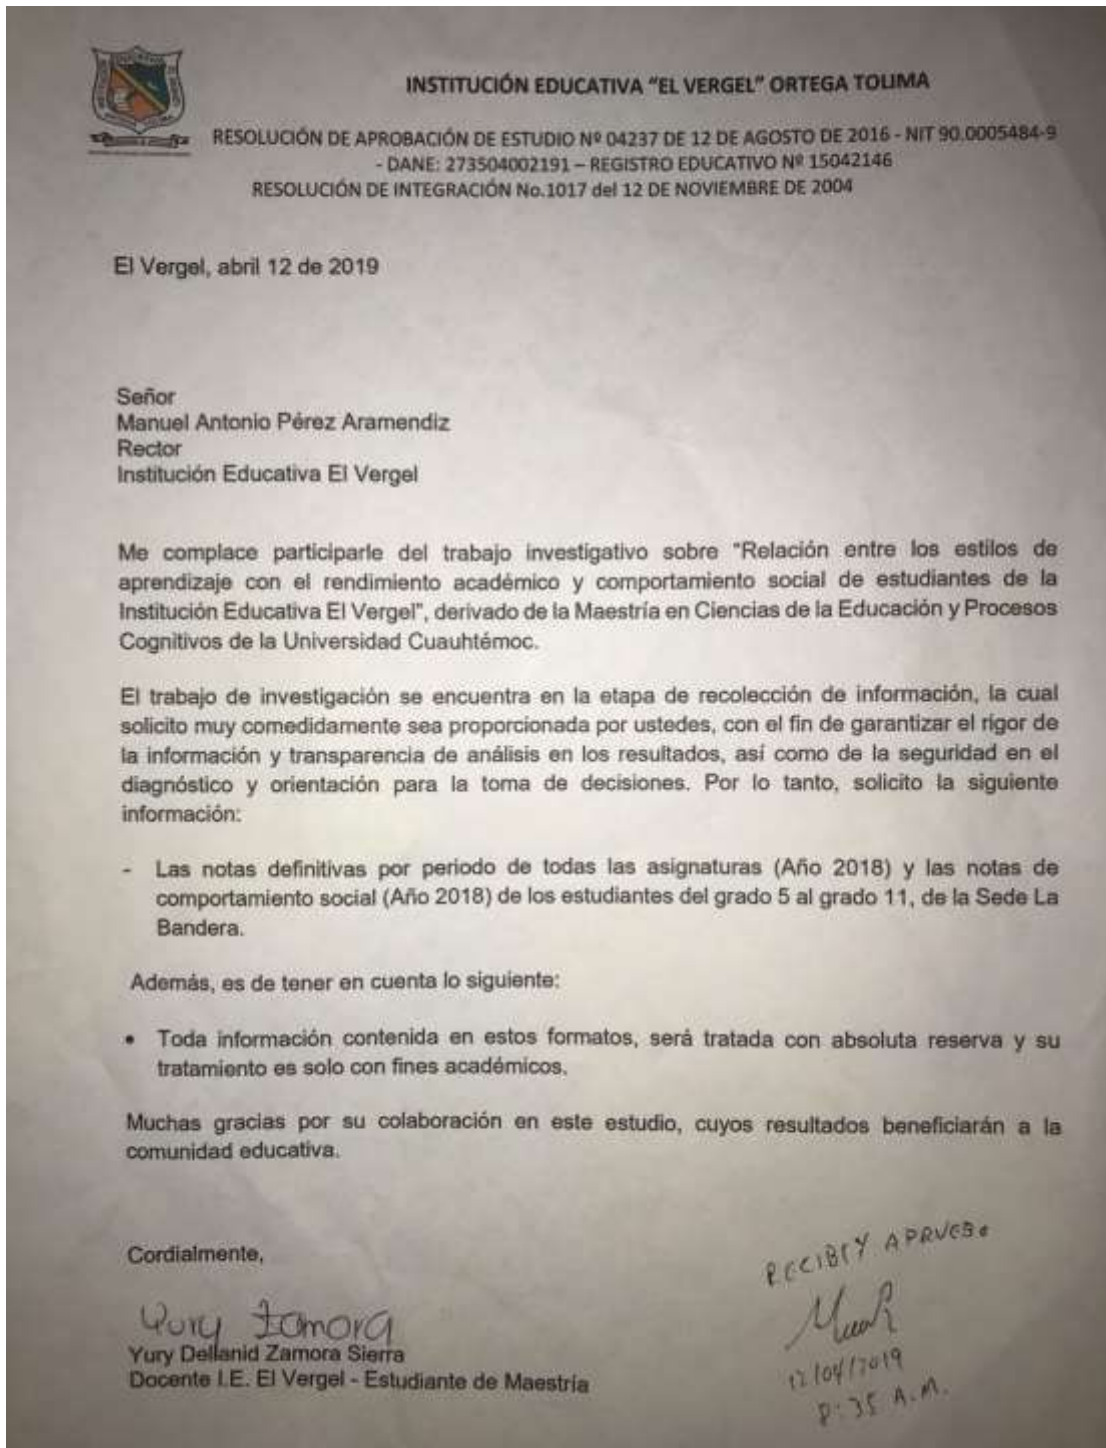 INSTITUCIÓN EDUCATIVA “EL VERGEL” ORTEGA TOLIMA
RESOLUCIÓN DE APROBACIÓN DE ESTUDIO Nº 04237 DE 12 DE AGOSTO DE 2016 - NIT 90.0005484-9
- DANE: 273504002191 – REGISTRO EDUCATIVO Nº 15042146
RESOLUCIÓN DE INTEGRACIÓN No.1017 del 12 DE NOVIEMBRE DE 2004
El Vergel, abril 12 de 2019
Señor
Manuel Antonio Pérez Aramendiz
Rector
Institución Educativa El Vergel
Me complace participarle del trabajo investigativo sobre “Relación entre los estilos de
aprendizaje con el rendimiento académico y comportamiento social de estudiantes de la
Institución Educativa El Vergel”, derivado de la Maestría en Ciencias de la Educación y Procesos
Cognitivos de la Universidad Cuauhtémoc.
El trabajo de investigación se encuentra en la etapa de recolección de información, la cual
solicito muy comedidamente sea proporcionada por ustedes, con el fin de garantizar el rigor de
la información y transparencia de análisis en los resultados, así como de la seguridad en el
diagnóstico y orientación para la toma de decisiones. Por lo tanto, solicito la siguiente
información:
- Las notas definitivas por periodo de todas las asignaturas (Año 2018) y las notas de
comportamiento social (Año 2018) de los estudiantes del grado 5 al grado 11, de la Sede La
Bandera.
Además, es de tener en cuenta lo siguiente:
• Toda información contenida en estos formatos, será tratada con absoluta reserva y su
tratamiento es solo con fines académicos.
Muchas gracias por su colaboración en este estudio, cuyos resultados beneficiarán a la
comunidad educativa.
Cordialmente,
Yury Zamora
Yury Dellanid Zamora Sierra
Docente I.E. El Vergel - Estudiante de Maestría
RECIBI Y APRUEBO
12/04/2019
8:35 A.M.